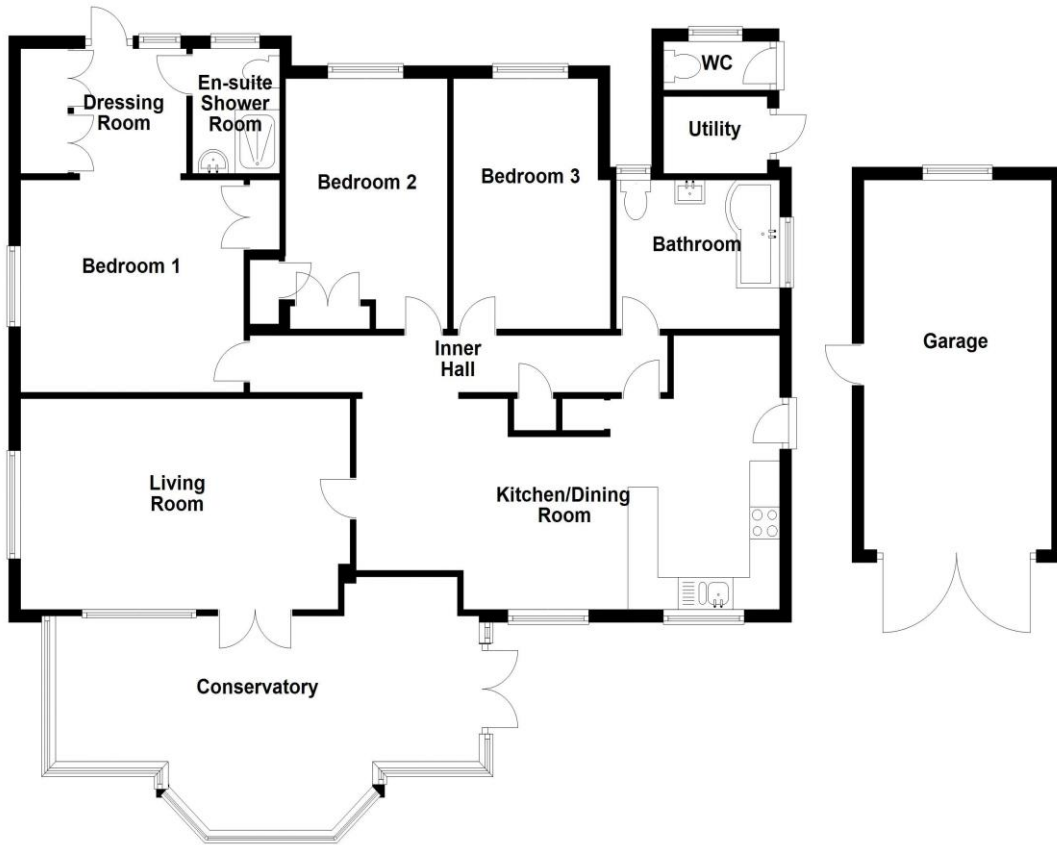 WC
En-suite
Shower
Room
Dressing
Room
Utility
Bedroom 2
Bedroom 3
Bathroom
Bedroom 1
Inner
Hall
Garage
Living
Room
Kitchen/Dining
Room
Conservatory